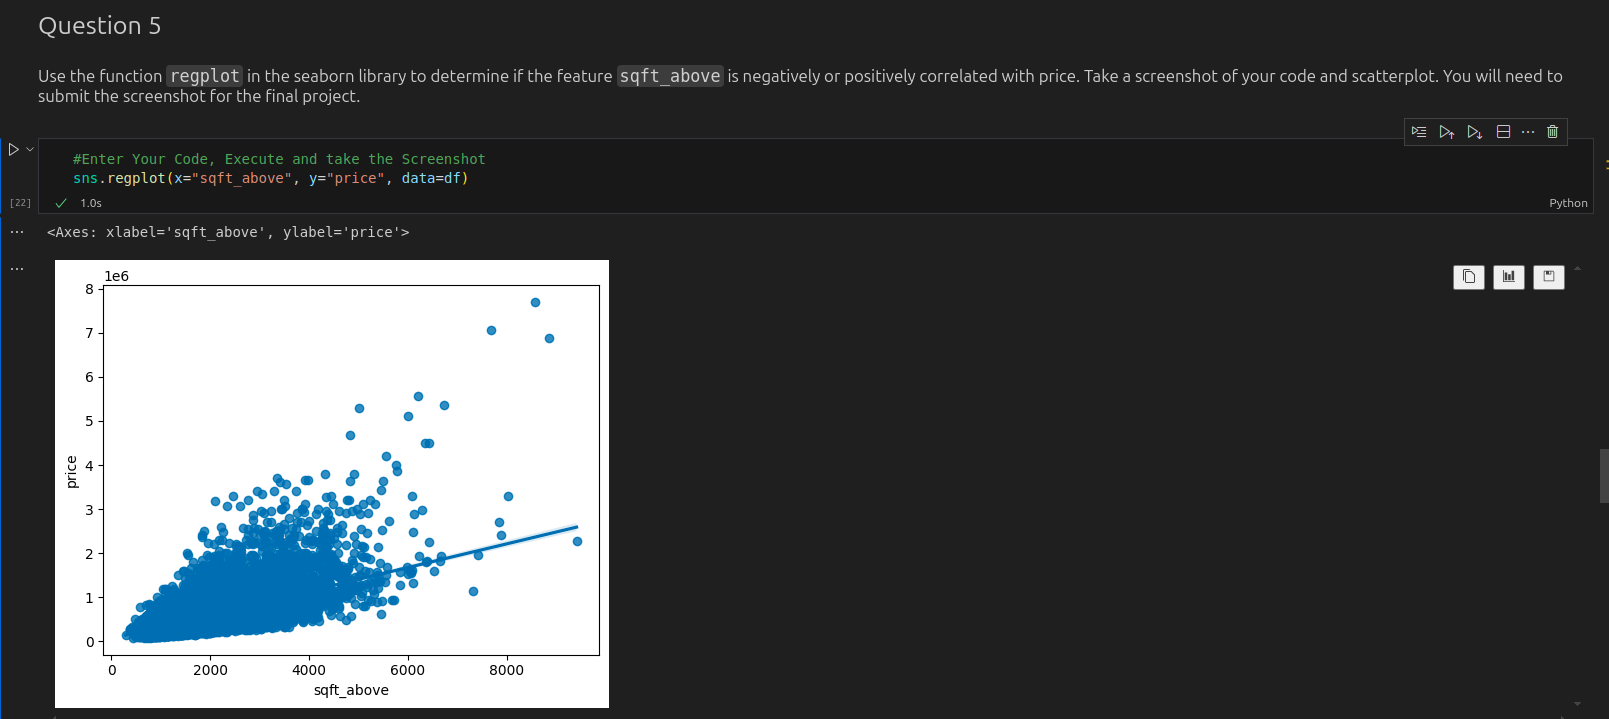 Question 5
Use the function regplot in the seaborn library to determine if the feature sqft_above is negatively or positively correlated with price. Take a screenshot of your code and scatterplot. You will need to
submit the screenshot for the final project.
#Enter Your Code, Execute and take the Screenshot
sns.regplot(x="sqft_above", y="price", data=df)
[22]
1.0s
Python
<Axes: xlabel='sqft_above', ylabel='price'>
1e6
8
7
6
5
4
3
2
1
0
price
0 2000 4000 6000 8000
sqft_above